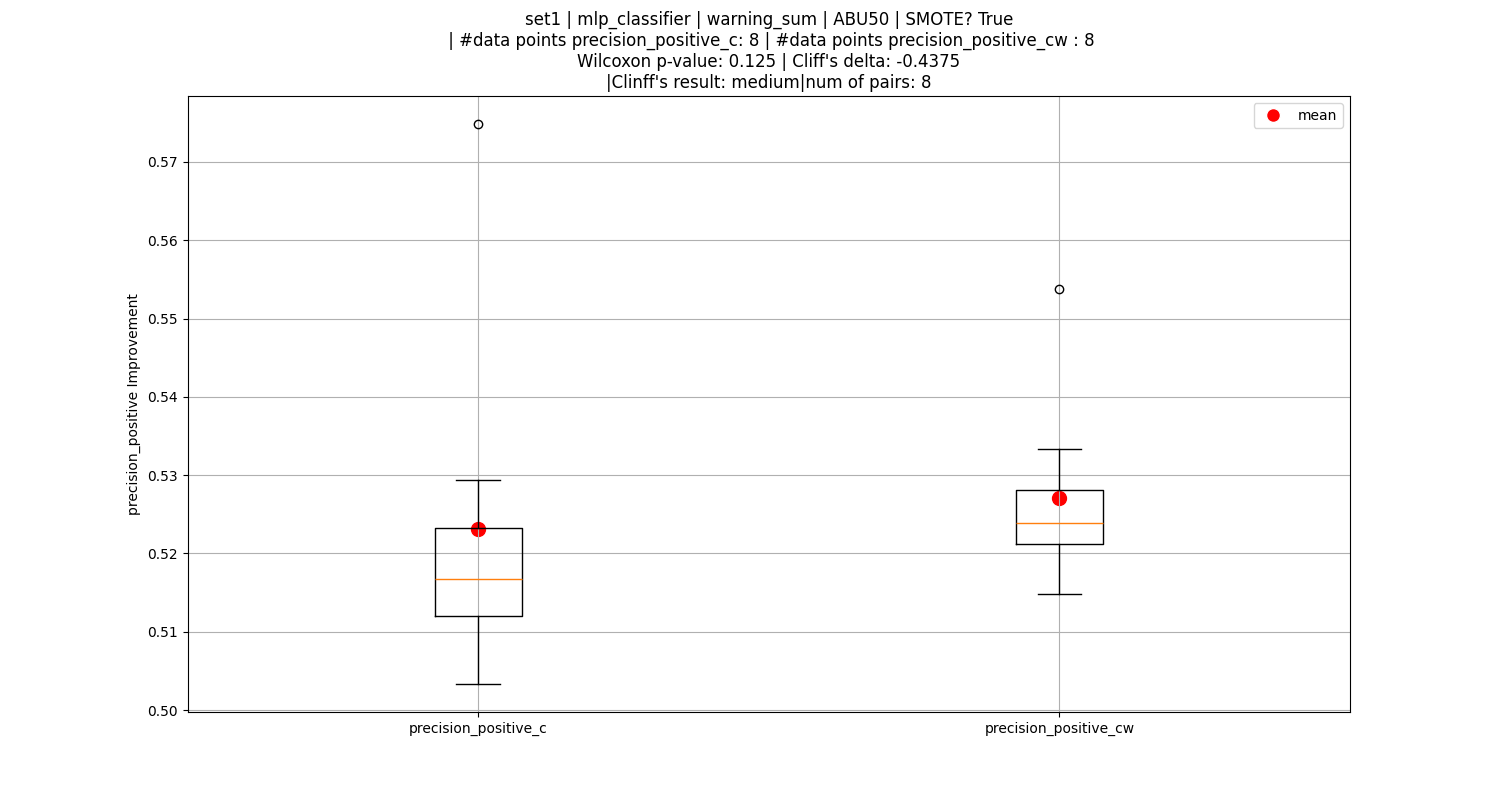 set1 | mlp_classifier | warning_sum | ABU50 | SMOTE? True
| #data points precision_positive_c: 8 | #data points precision_positive_cw : 8
Wilcoxon p-value: 0.125 | Cliff's delta: -0.4375
|Clinff's result: medium|num of pairs: 8
mean
0.57
0.56
0.55
0.54
0.53
0.52
0.51
0.50
precision_positive Improvement
precision_positive_c
precision_positive_cw